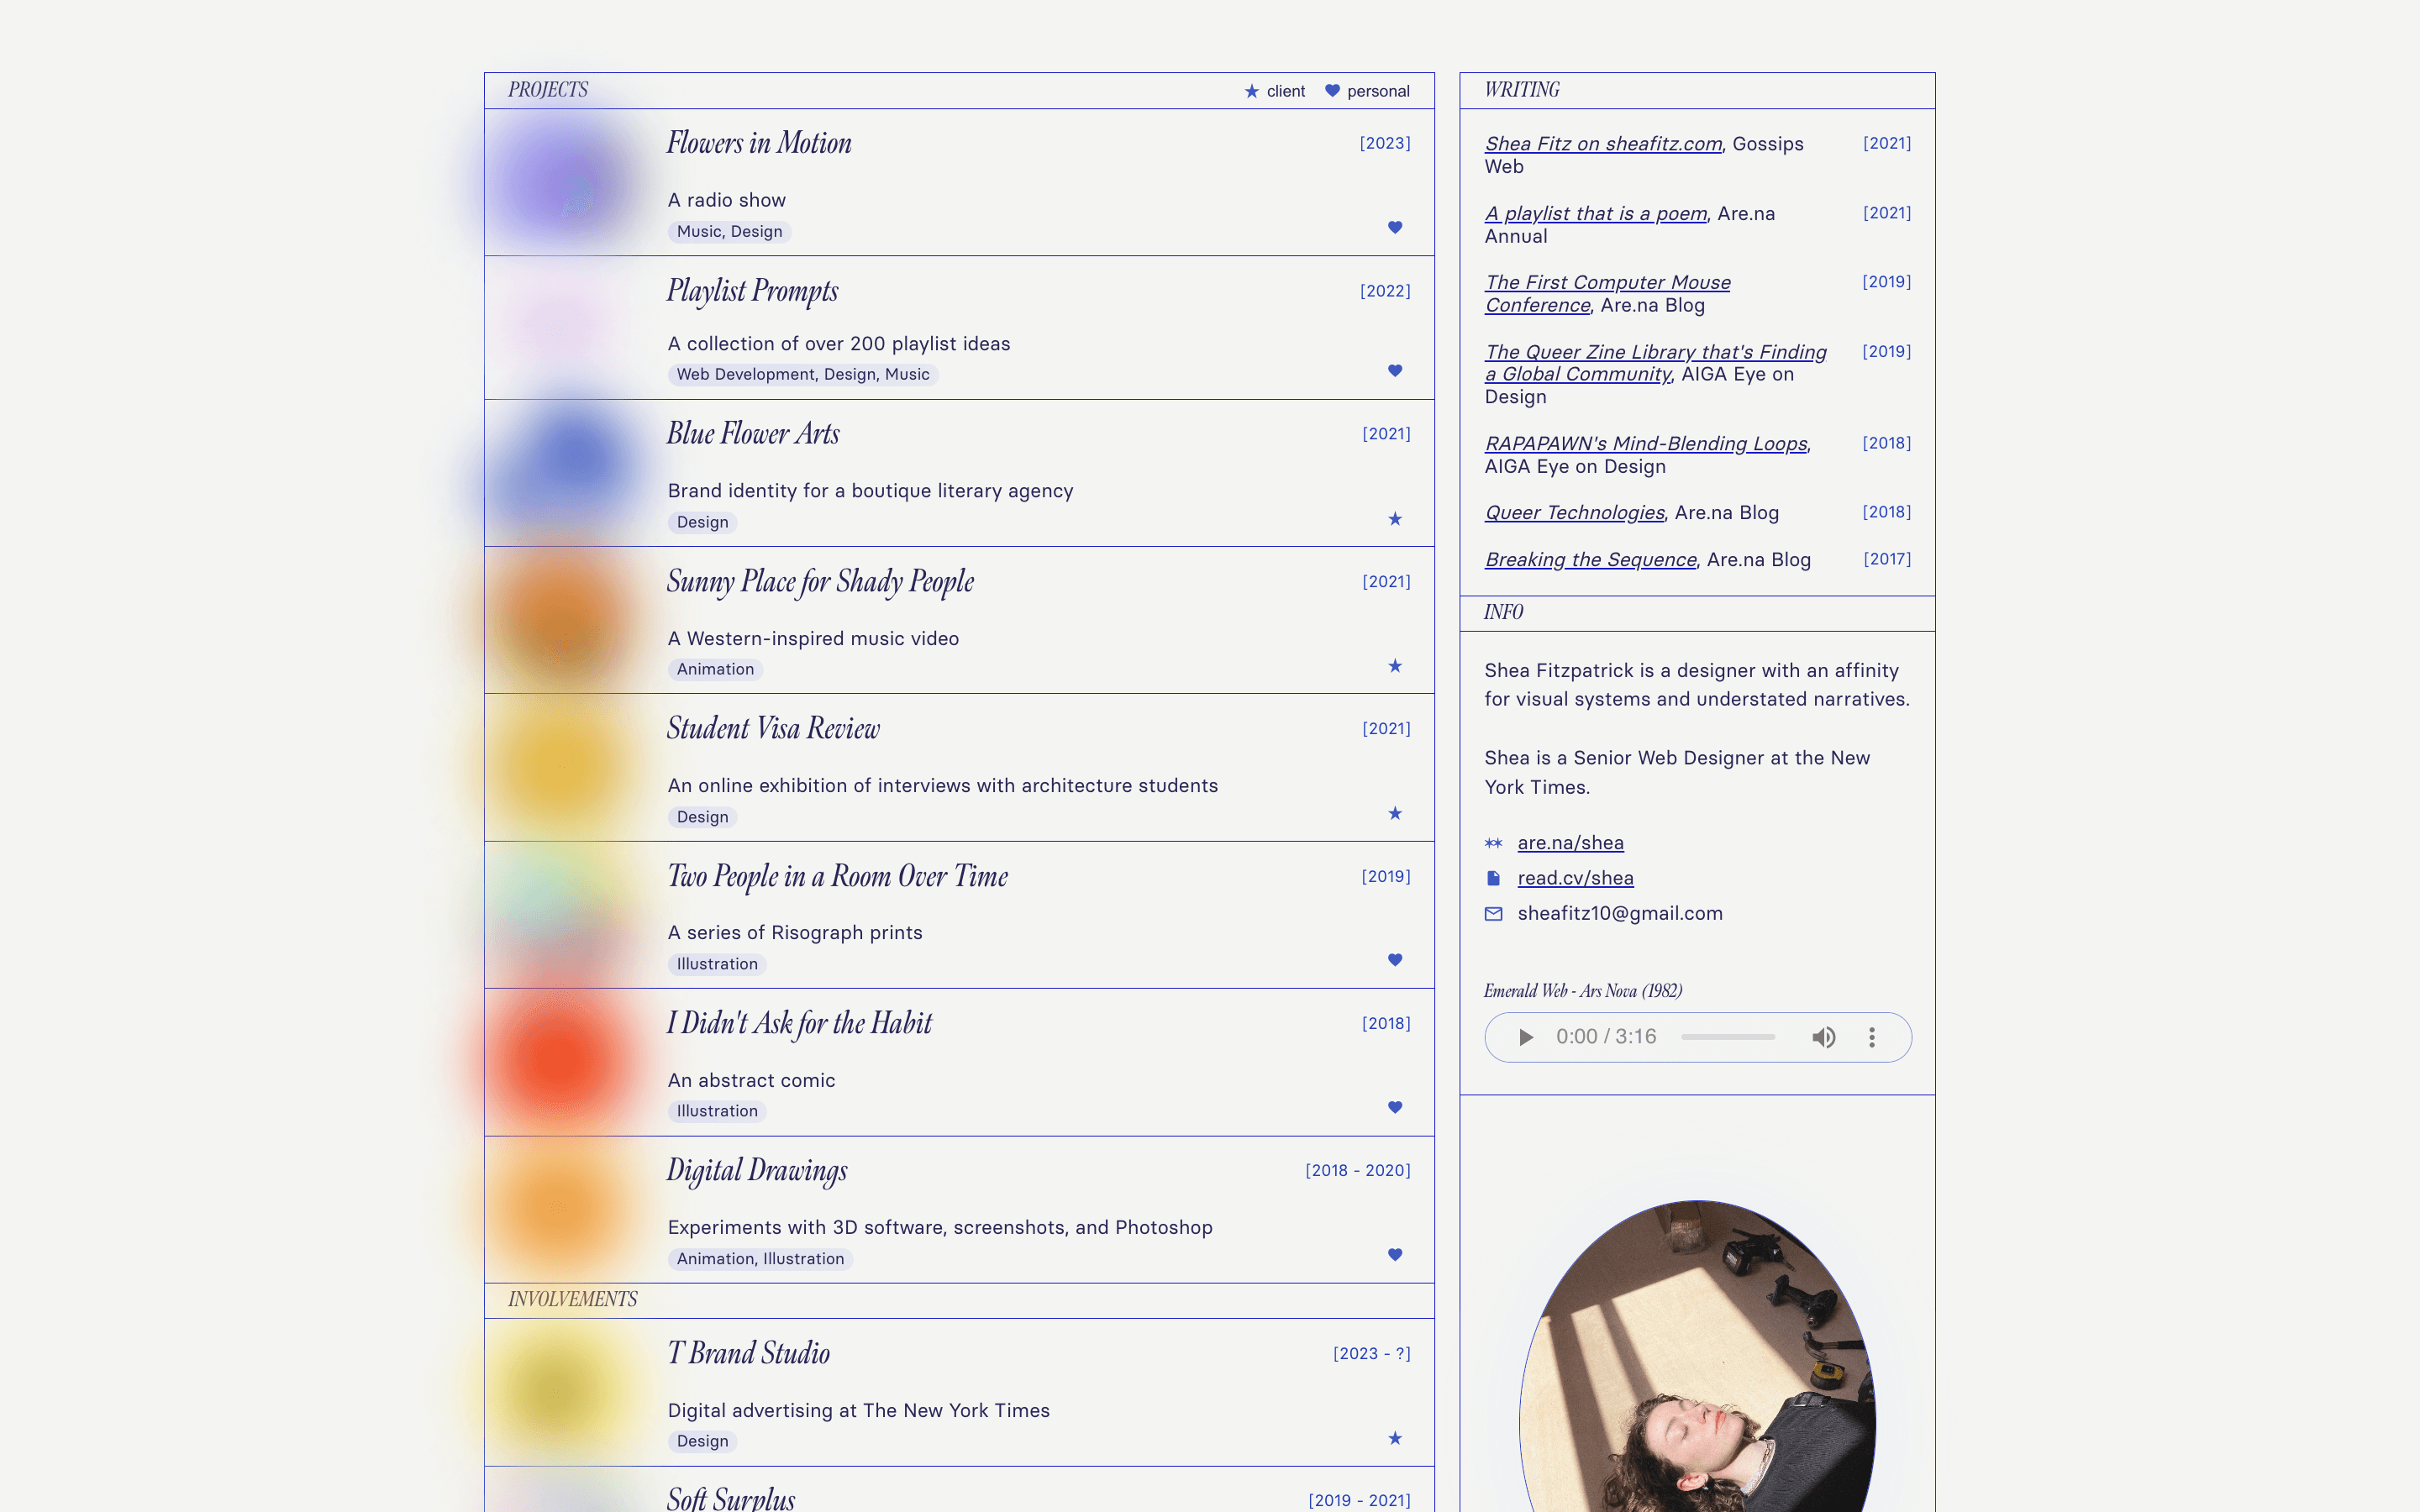 PROJECTS
client personal
Flowers in Motion [2023]
A radio show
Music, Design
Playlist Prompts [2022]
A collection of over 200 playlist ideas
Web Development, Design, Music
Blue Flower Arts [2021]
Brand identity for a boutique literary agency
Design
Sunny Place for Shady People [2021]
A Western-inspired music video
Animation
Student Visa Review [2021]
An online exhibition of interviews with architecture students
Design
Two People in a Room Over Time [2019]
A series of Risograph prints
Illustration
I Didn't Ask for the Habit [2018]
An abstract comic
Illustration
Digital Drawings [2018 - 2020]
Experiments with 3D software, screenshots, and Photoshop
Animation, Illustration
INVOLVEMENTS
T Brand Studio [2023 - ?]
Digital advertising at The New York Times
Design
Soft Surplus [2019 - 2021]
WRITING
Shea Fitz on sheafitz.com, Gossips [2021]
Web
A playlist that is a poem, Are.na [2021]
Annual
The First Computer Mouse [2019]
Conference, Are.na Blog
The Queer Zine Library that's Finding [2019]
a Global Community, AIGA Eye on
Design
RAPAPAWN's Mind-Blending Loops, [2018]
AIGA Eye on Design
Queer Technologies, Are.na Blog [2018]
Breaking the Sequence, Are.na Blog [2017]
INFO
Shea Fitzpatrick is a designer with an affinity
for visual systems and understated narratives.
Shea is a Senior Web Designer at the New
York Times.
are.na/shea
read.cv/shea
sheafitz10@gmail.com
Emerald Web - Ars Nova (1982)
0:00 / 3:16